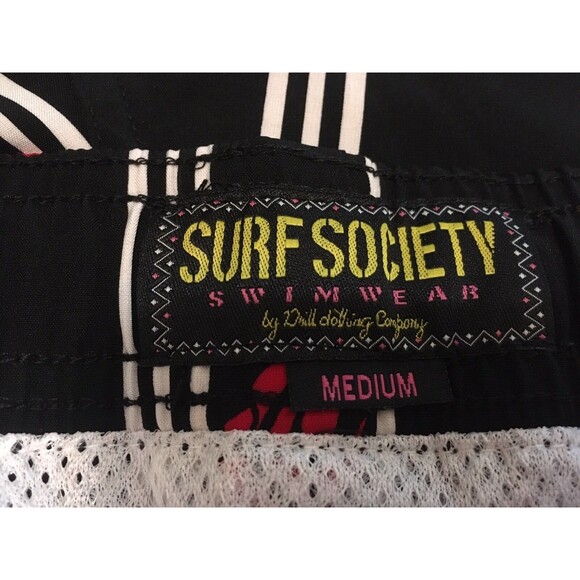 SURF SOCIETY
SWIMWEAR
by Drill clothing Company
MEDIUM